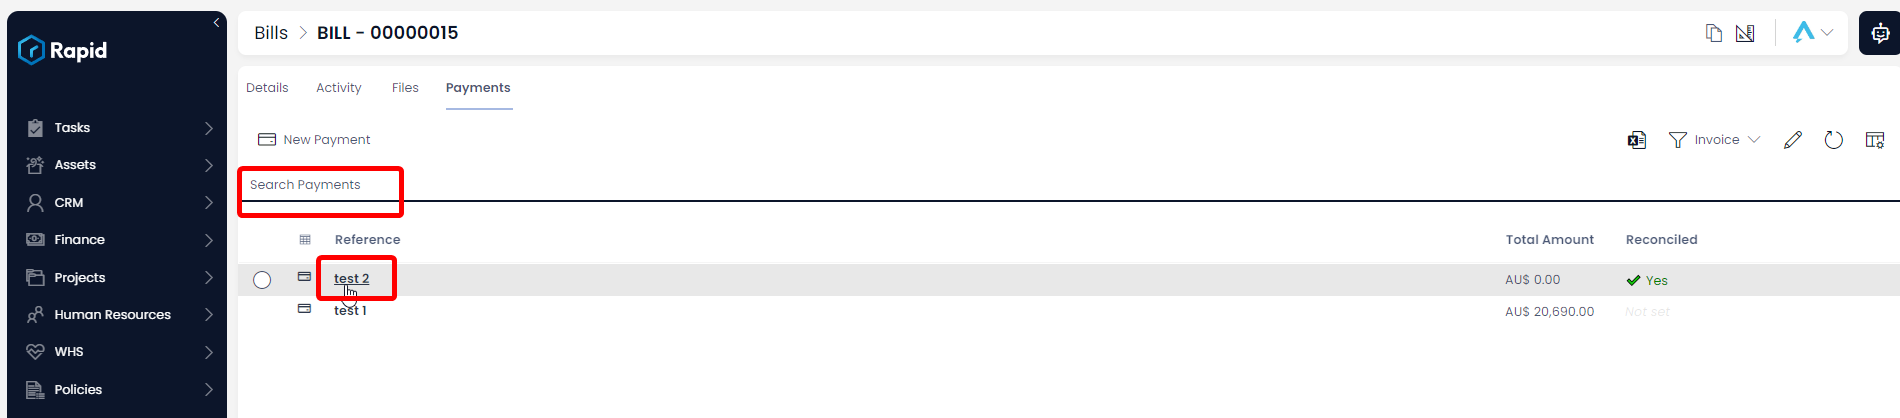 Rapid
Tasks
Assets
CRM
Finance
Projects
Human Resources
WHS
Policies
Bills > BILL - 00000015
Details Activity Files Payments
New Payment Invoice
Search Payments
Reference Total Amount Reconciled
test 2 AU$ 0.00 Yes
test 1 AU$ 20,690.00 Not set